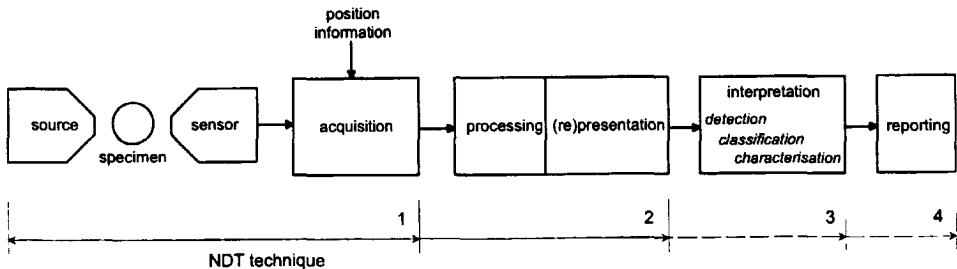 position
information
source
specimen
sensor
acquisition
processing
(re)presentation
interpretation
detection
classification
characterisation
reporting
1
2
3
4
NDT technique